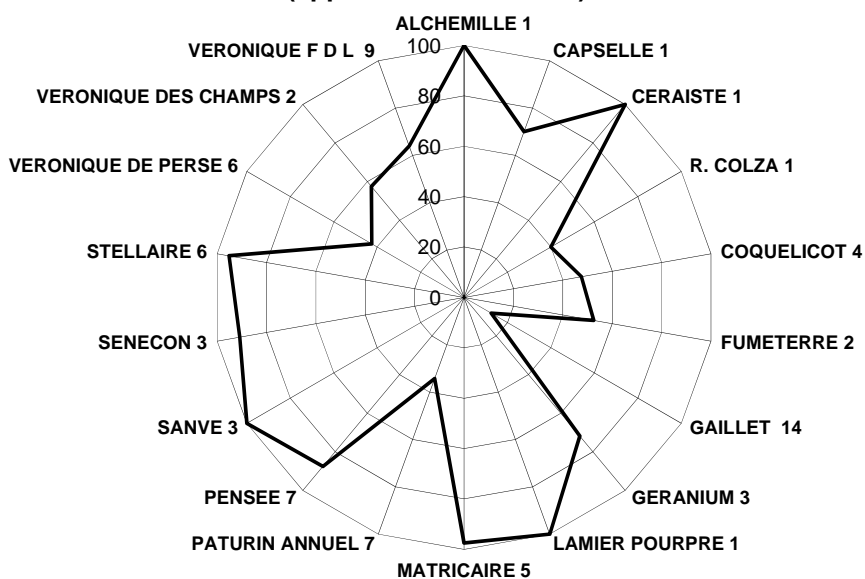 ALCHEMILLE 1
CAPSELLE 1
CERAISTE 1
R. COLZA 1
COQUELICOT 4
FUMETERRE 2
GAILLET 14
GERANIUM 3
LAMIER POURPRE 1
MATRICAIRE 5
PATURIN ANNUEL 7
PENSEE 7
SANVE 3
SENECON 3
STELLAIRE 6
VERONIQUE DE PERSE 6
VERONIQUE DES CHAMPS 2
VERONIQUE F D L 9
100
80
60
40
20
0